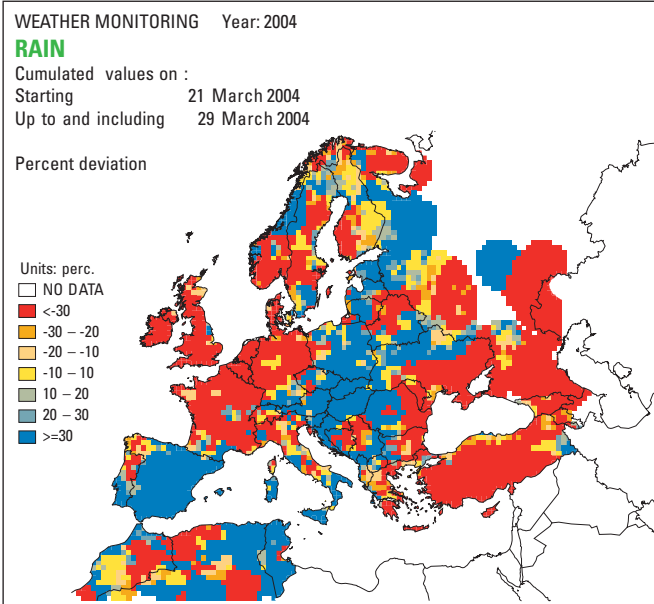 WEATHER MONITORING Year: 2004
RAIN
Cumulated values on :
Starting 21 March 2004
Up to and including 29 March 2004
Percent deviation
Units: perc.
NO DATA
<-30
-30 – -20
-20 – -10
-10 – 10
10 – 20
20 – 30
>=30